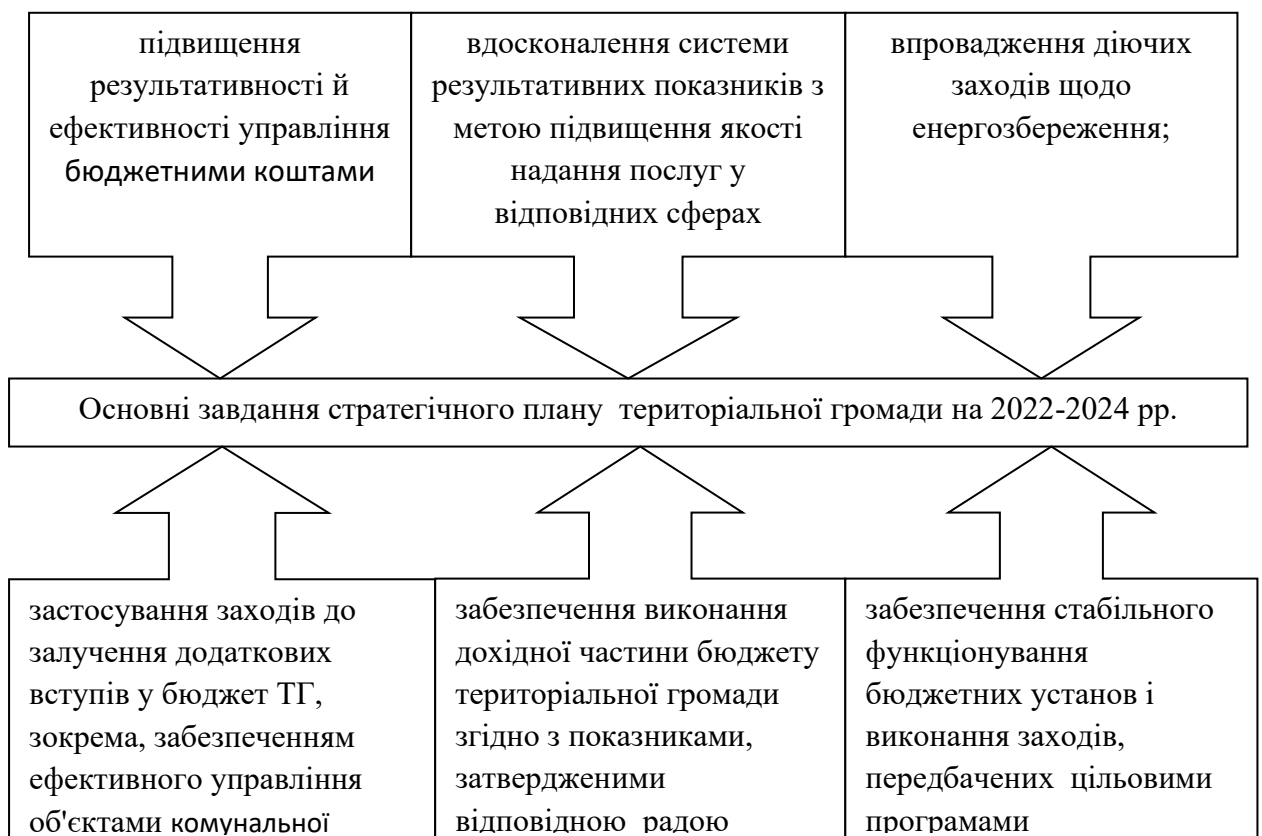 підвищення
результативності й
ефективності управління
бюджетними коштами
вдосконалення системи
результативних показників з
метою підвищення якості
надання послуг у
відповідних сферах
впровадження діючих
заходів щодо
енергозбереження;
Основні завдання стратегічного плану територіальної громади на 2022-2024 рр.
застосування заходів до
залучення додаткових
вступів у бюджет ТГ,
зокрема, забезпеченням
ефективного управління
об'єктами комунальної
забезпечення виконання
дохідної частини бюджету
територіальної громади
згідно з показниками,
затвердженими
відповідною радою
забезпечення стабільного
функціонування
бюджетних установ і
виконання заходів,
передбачених цільовими
програмами